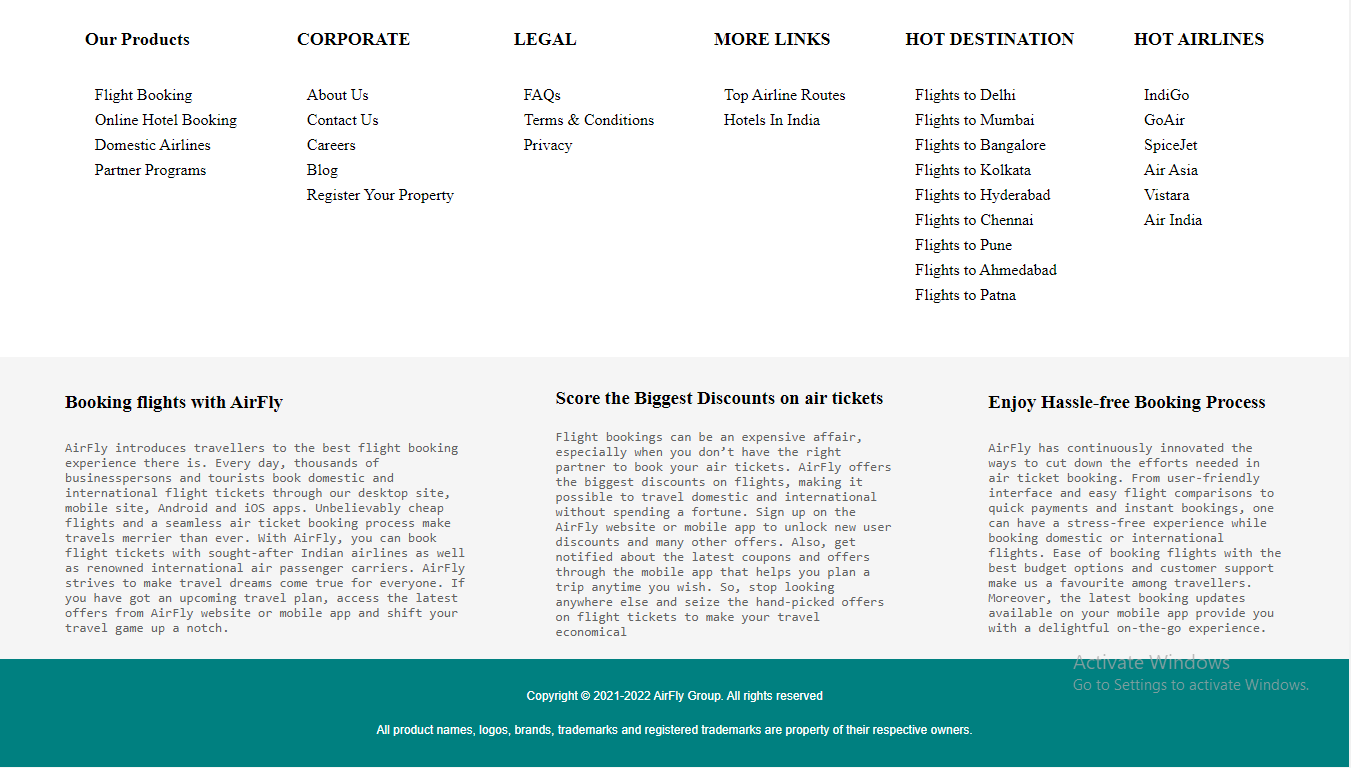 Our Products
Flight Booking
Online Hotel Booking
Domestic Airlines
Partner Programs
CORPORATE
About Us
Contact Us
Careers
Blog
Register Your Property
LEGAL
FAQs
Terms & Conditions
Privacy
MORE LINKS
Top Airline Routes
Hotels In India
HOT DESTINATION
Flights to Delhi
Flights to Mumbai
Flights to Bangalore
Flights to Kolkata
Flights to Hyderabad
Flights to Chennai
Flights to Pune
Flights to Ahmedabad
Flights to Patna
HOT AIRLINES
IndiGo
GoAir
SpiceJet
Air Asia
Vistara
Air India
Booking flights with AirFly
AirFly introduces travellers to the best flight booking
experience there is. Every day, thousands of
businesspersons and tourists book domestic and
international flight tickets through our desktop site,
mobile site, Android and iOS apps. Unbelievably cheap
flights and a seamless air ticket booking process make
travels merrier than ever. With AirFly, you can book
flight tickets with sought-after Indian airlines as well
as renowned international air passenger carriers. AirFly
strives to make travel dreams come true for everyone. If
you have got an upcoming travel plan, access the latest
offers from AirFly website or mobile app and shift your
travel game up a notch.
Score the Biggest Discounts on air tickets
Flight bookings can be an expensive affair,
especially when you don’t have the right
partner to book your air tickets. AirFly offers
the biggest discounts on flights, making it
possible to travel domestic and international
without spending a fortune. Sign up on the
AirFly website or mobile app to unlock new user
discounts and many other offers. Also, get
notified about the latest coupons and offers
through the mobile app that helps you plan a
trip anytime you wish. So, stop looking
anywhere else and seize the hand-picked offers
on flight tickets to make your travel
economical
Enjoy Hassle-free Booking Process
AirFly has continuously innovated the
ways to cut down the efforts needed in
air ticket booking. From user-friendly
interface and easy flight comparisons to
quick payments and instant bookings, one
can have a stress-free experience while
booking domestic or international
flights. Ease of booking flights with the
best budget options and customer support
make us a favourite among travellers.
Moreover, the latest booking updates
available on your mobile app provide you
with a delightful on-the-go experience.
Activate Windows
Go to Settings to activate Windows.
Copyright © 2021-2022 AirFly Group. All rights reserved
All product names, logos, brands, trademarks and registered trademarks are property of their respective owners.